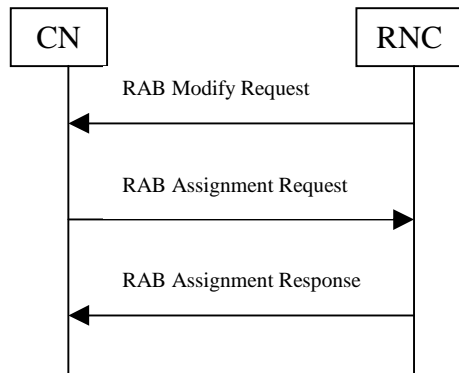 CN
RNC
RAB Modify Request
RAB Assignment Request
RAB Assignment Response